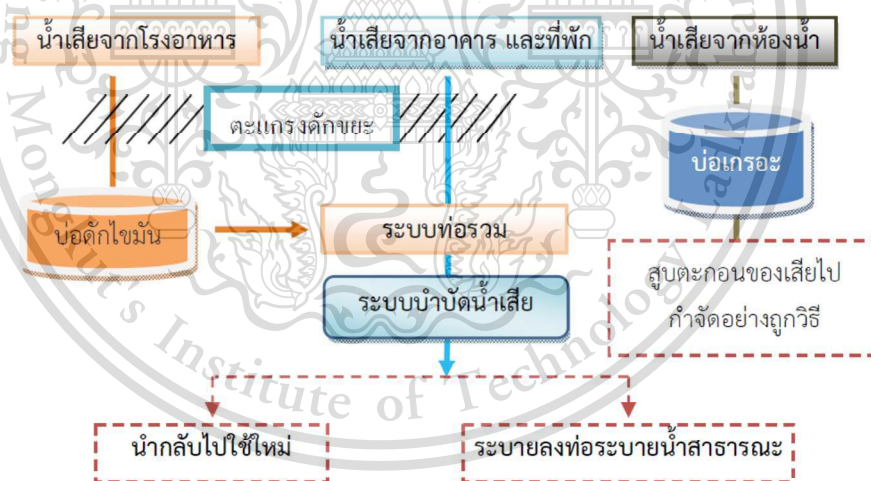 น้ำเสียจากโรงอาหาร
น้ำเสียจากอาคาร และที่พัก
น้ำเสียจากห้องน้ำ
ตะแกรงดักขยะ
บ่อเกรอะ
บ่อดักไขมัน
ระบบท่อรวม
สูบตะกอนของเสียไป
กำจัดอย่างถูกวิธี
ระบบบำบัดน้ำเสีย
นำกลับไปใช้ใหม่
ระบายลงท่อระบายน้ำสาธารณะ
Mongkut's Institute of Technology